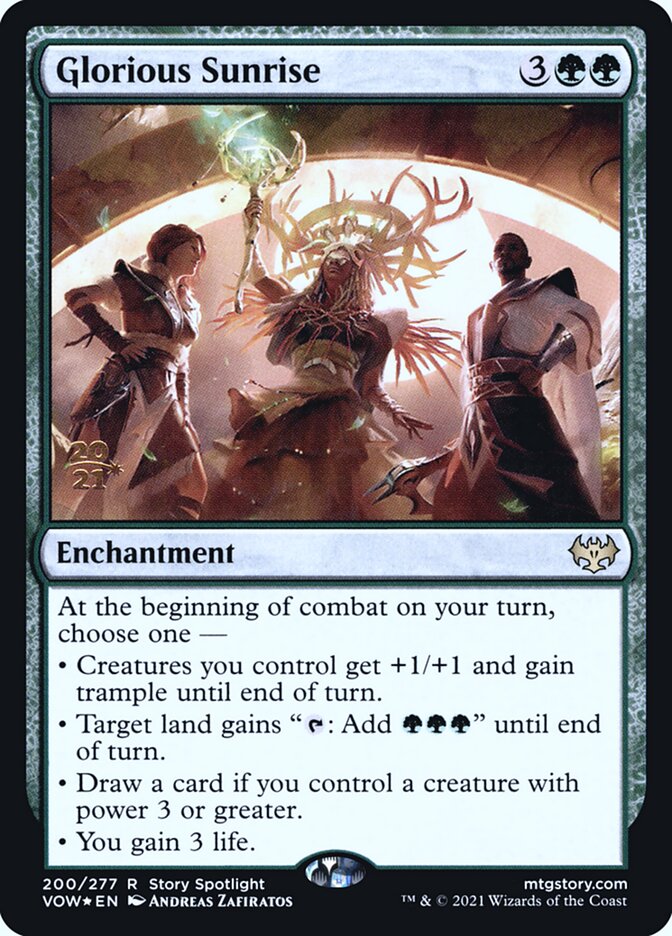 Glorious Sunrise 3
20
21
Enchantment
At the beginning of combat on your turn,
choose one —
• Creatures you control get +1/+1 and gain
trample until end of turn.
• Target land gains “: Add ” until end
of turn.
• Draw a card if you control a creature with
power 3 or greater.
• You gain 3 life.
200/277 R Story Spotlight mtgstory.com
VOW★EN Andreas Zafiratos ™ & © 2021 Wizards of the Coast